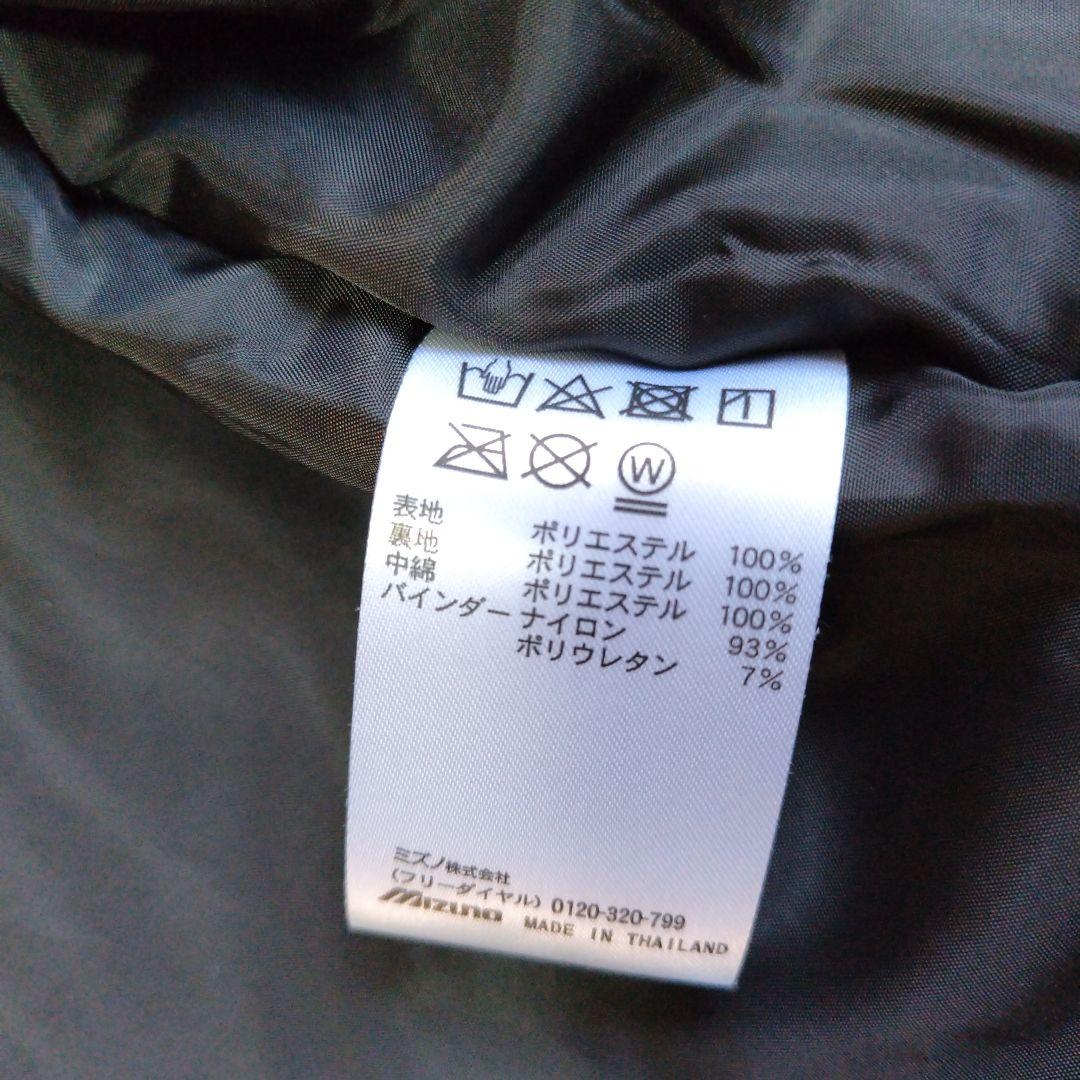 W
表地 ポリエステル 100%
裏地 ポリエステル 100%
中綿 ポリエステル 100%
バインダー ナイロン 93%
ポリウレタン 7%
ミズノ株式会社
(フリーダイヤル) 0120-320-799
Mizuno MADE IN THAILAND